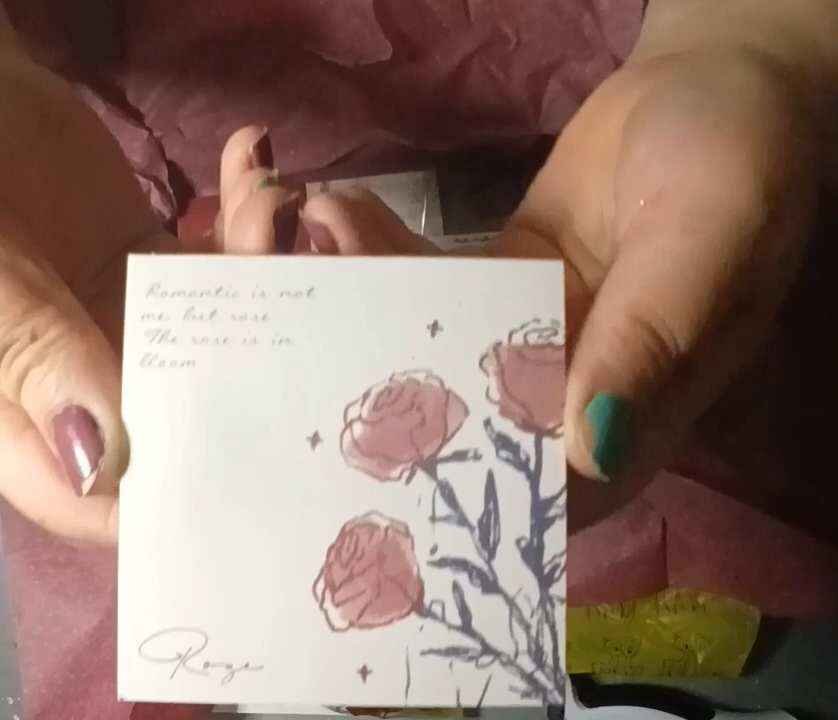 Romantic is not
me, but rose
The rose is in
bloom
Roze